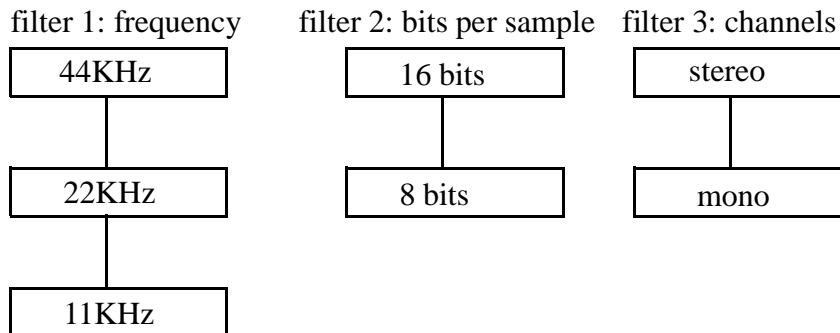 filter 1: frequency
filter 2: bits per sample
filter 3: channels
44KHz
16 bits
stereo
22KHz
8 bits
mono
11KHz